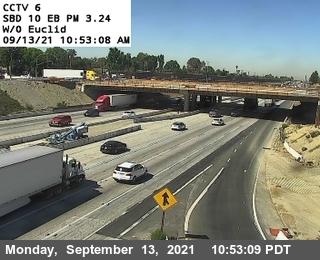 CCTV 6
SBD 10 EB PM 3.24
W/O Euclid
09/13/21 10:53:08 AM
Monday, September 13, 2021 10:53:09 PDT